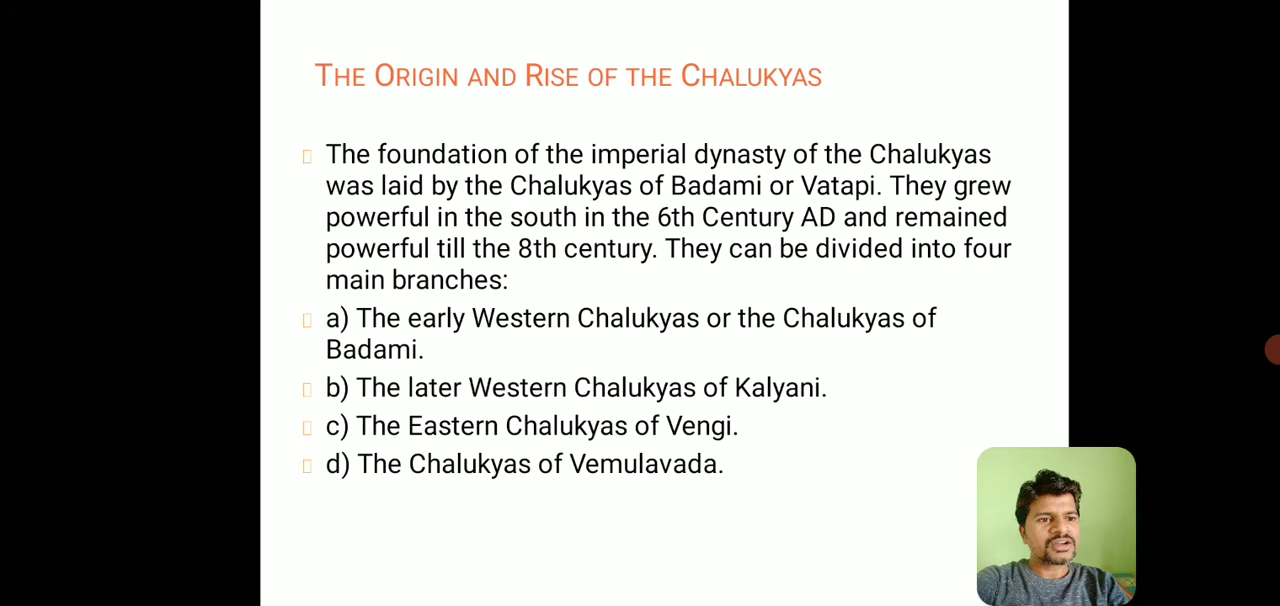 THE ORIGIN AND RISE OF THE CHALUKYAS
The foundation of the imperial dynasty of the Chalukyas
was laid by the Chalukyas of Badami or Vatapi. They grew
powerful in the south in the 6th Century AD and remained
powerful till the 8th century. They can be divided into four
main branches:
a) The early Western Chalukyas or the Chalukyas of
Badami.
b) The later Western Chalukyas of Kalyani.
c) The Eastern Chalukyas of Vengi.
d) The Chalukyas of Vemulavada.